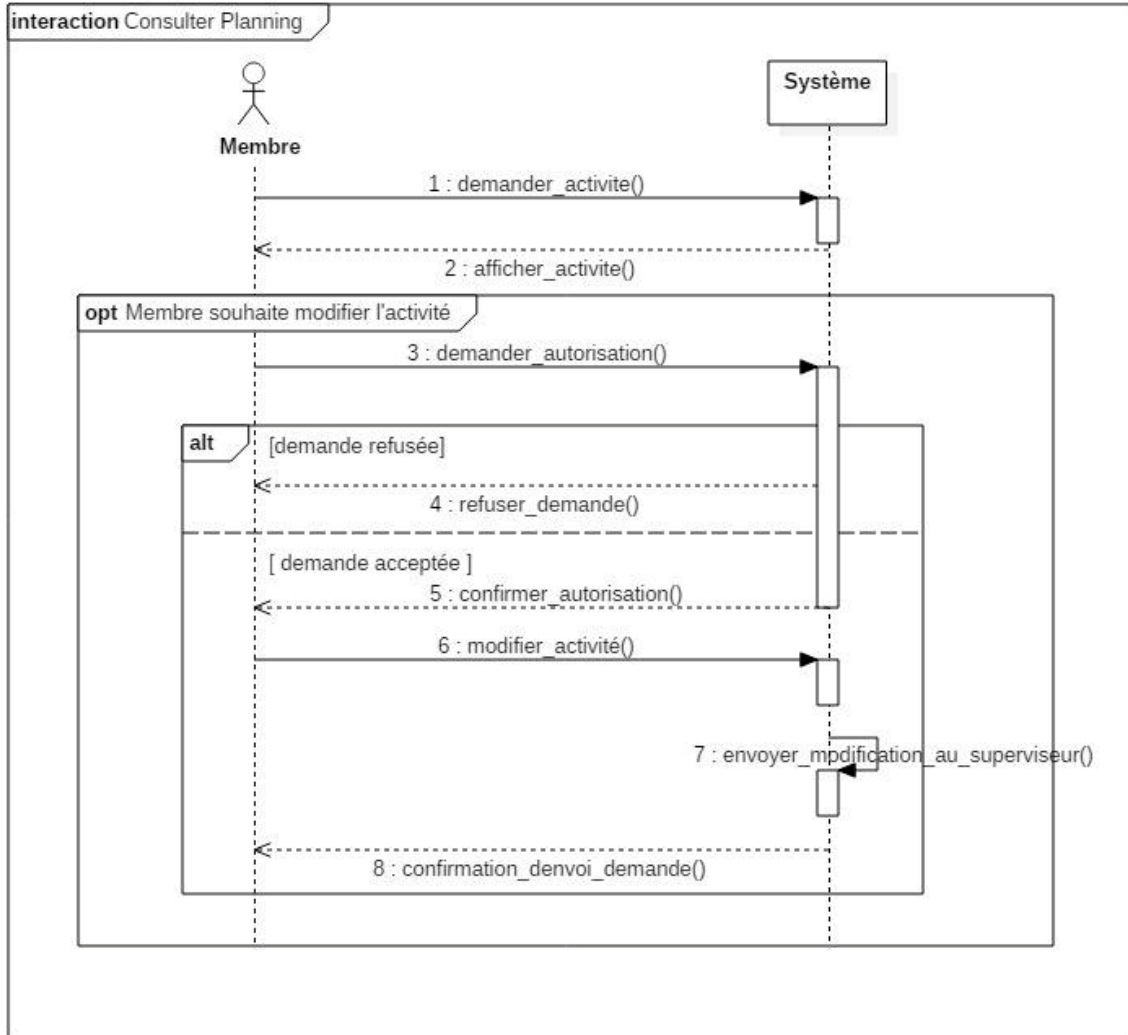 interaction Consulter Planning
Système
Membre
1 : demander_activite()
2 : afficher_activite()
opt Membre souhaite modifier l'activité
3 : demander_autorisation()
alt [demande refusée]
4 : refuser_demande()
[ demande acceptée ]
5 : confirmer_autorisation()
6 : modifier_activité()
7 : envoyer_modification_au_superviseur()
8 : confirmation_denvoi_demande()